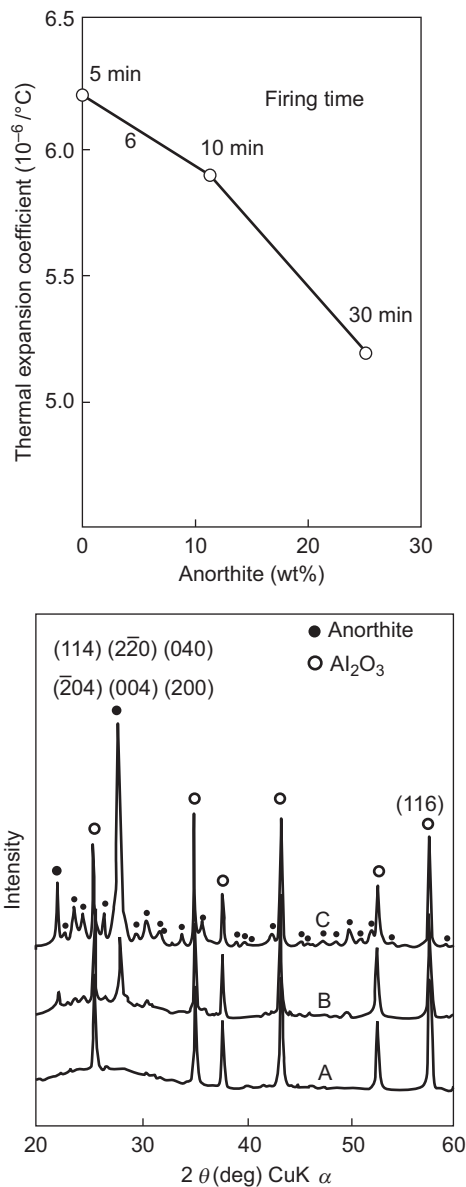 6.5
5 min
Firing time
6.0
6
10 min
5.5
30 min
5.0
0
10
20
30
Thermal expansion coefficient (10⁻⁶/°C)
Anorthite (wt%)
(114) (22̅0) (040)
(2̅04) (004) (200)
Anorthite
Al₂O₃
(116)
C
B
A
Intensity
20
30
40
50
60
2 θ (deg) CuK α